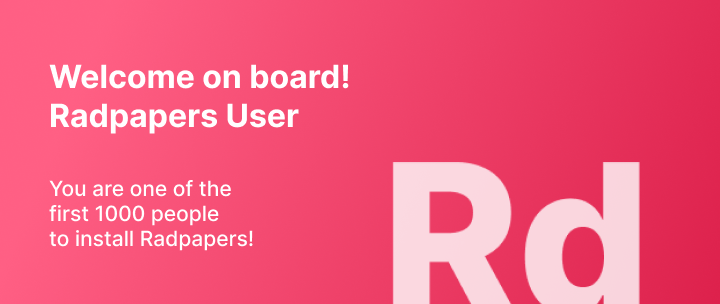 Welcome on board!
Radpapers User
You are one of the
first 1000 people
to install Radpapers!
Rd